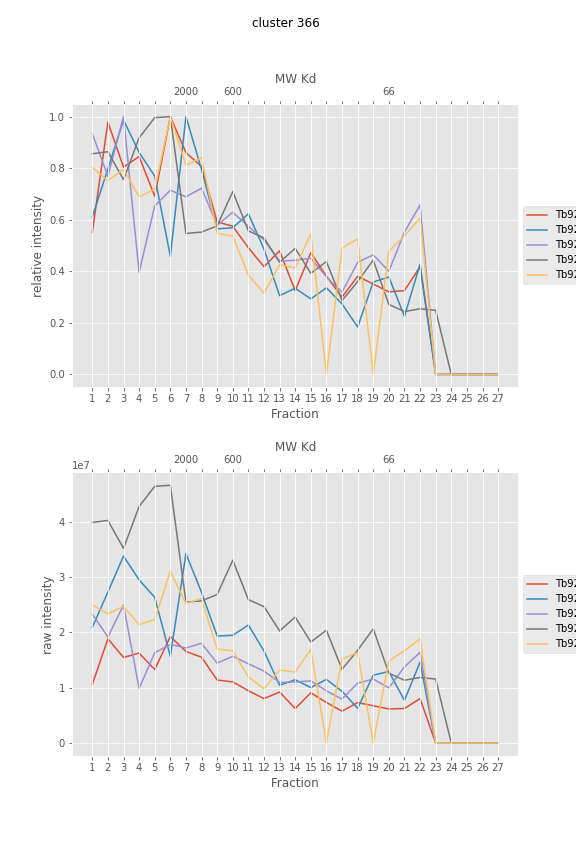 cluster 366
MW Kd
2000 600 66
1.0
0.8
0.6
0.4
0.2
0.0
relative intensity
Tb92
Tb92
Tb92
Tb92
Tb92
1 2 3 4 5 6 7 8 9 10 11 12 13 14 15 16 17 18 19 20 21 22 23 24 25 26 27
Fraction
MW Kd
1e7 2000 600 66
4
3
2
1
0
raw intensity
Tb92
Tb92
Tb92
Tb92
Tb92
1 2 3 4 5 6 7 8 9 10 11 12 13 14 15 16 17 18 19 20 21 22 23 24 25 26 27
Fraction